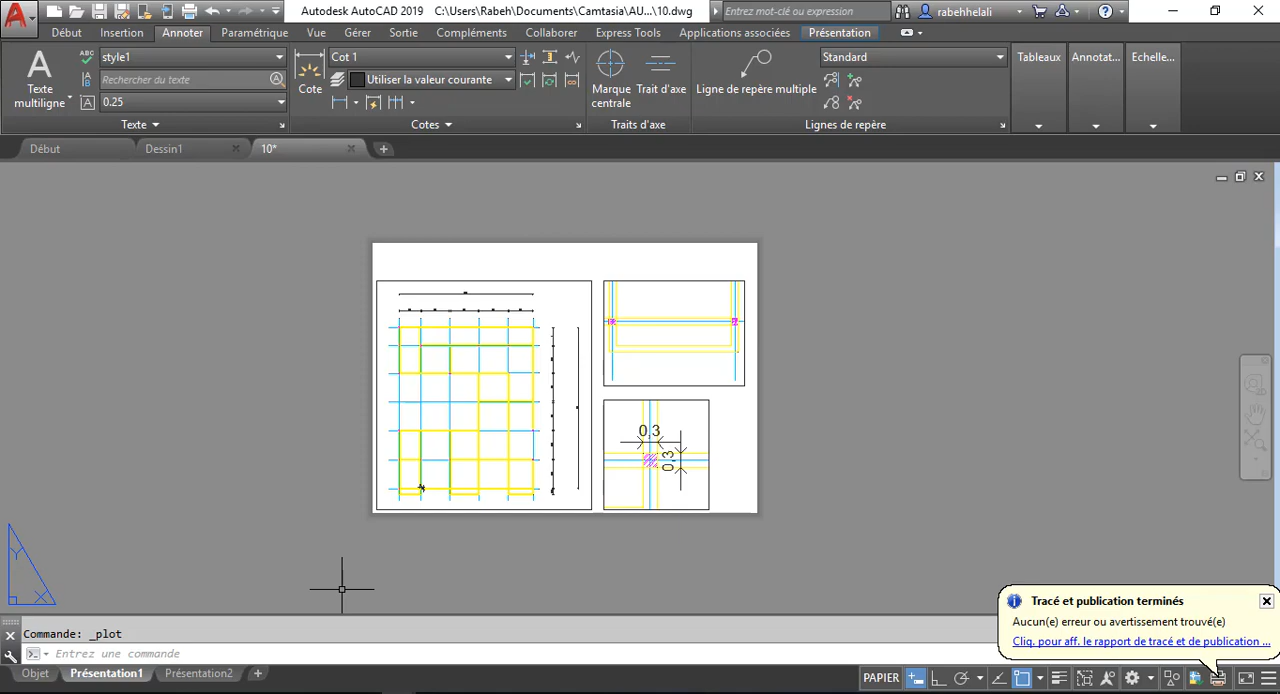 Autodesk AutoCAD 2019 C:\Users\Rabeh\Documents\Camtasia\AU...\10.dwg
Entrez mot-clé ou expression
rabehhelali
Début Insertion Annoter Paramétrique Vue Gérer Sortie Compléments Collaborer Express Tools Applications associées Présentation
Texte multiligne
ABC
style1
Rechercher du texte
0.25
Texte
Cote
Cot 1
Utiliser la valeur courante
Cotes
Marque centrale
Trait d'axe
Traits d'axe
Ligne de repère multiple
Standard
Lignes de repère
Tableaux
Annotat...
Echelle...
Début Dessin1 10*
0,3
0,3
Y
X
Tracé et publication terminés
Aucun(e) erreur ou avertissement trouvé(e)
Cliq. pour aff. le rapport de tracé et de publication ...
Commande: _plot
Entrez une commande
Objet Présentation1 Présentation2
PAPIER